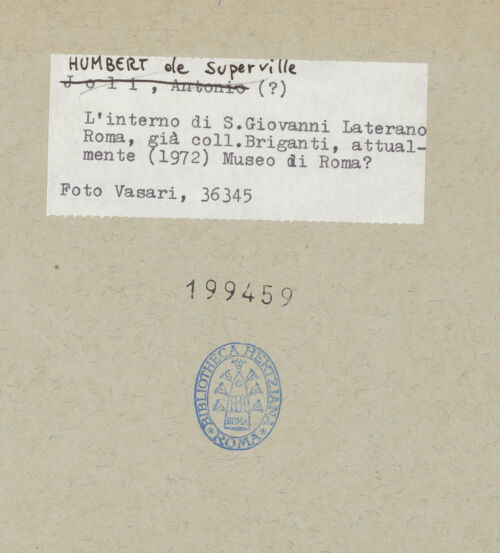 HUMBERT de Superville
Joli, Antonio (?)
L'interno di S.Giovanni Laterano
Roma, già coll.Briganti, attual-
mente (1972) Museo di Roma?
Foto Vasari, 36345
199459
BIBLIOTHECA HERTZIANA
ROMA
ROMA